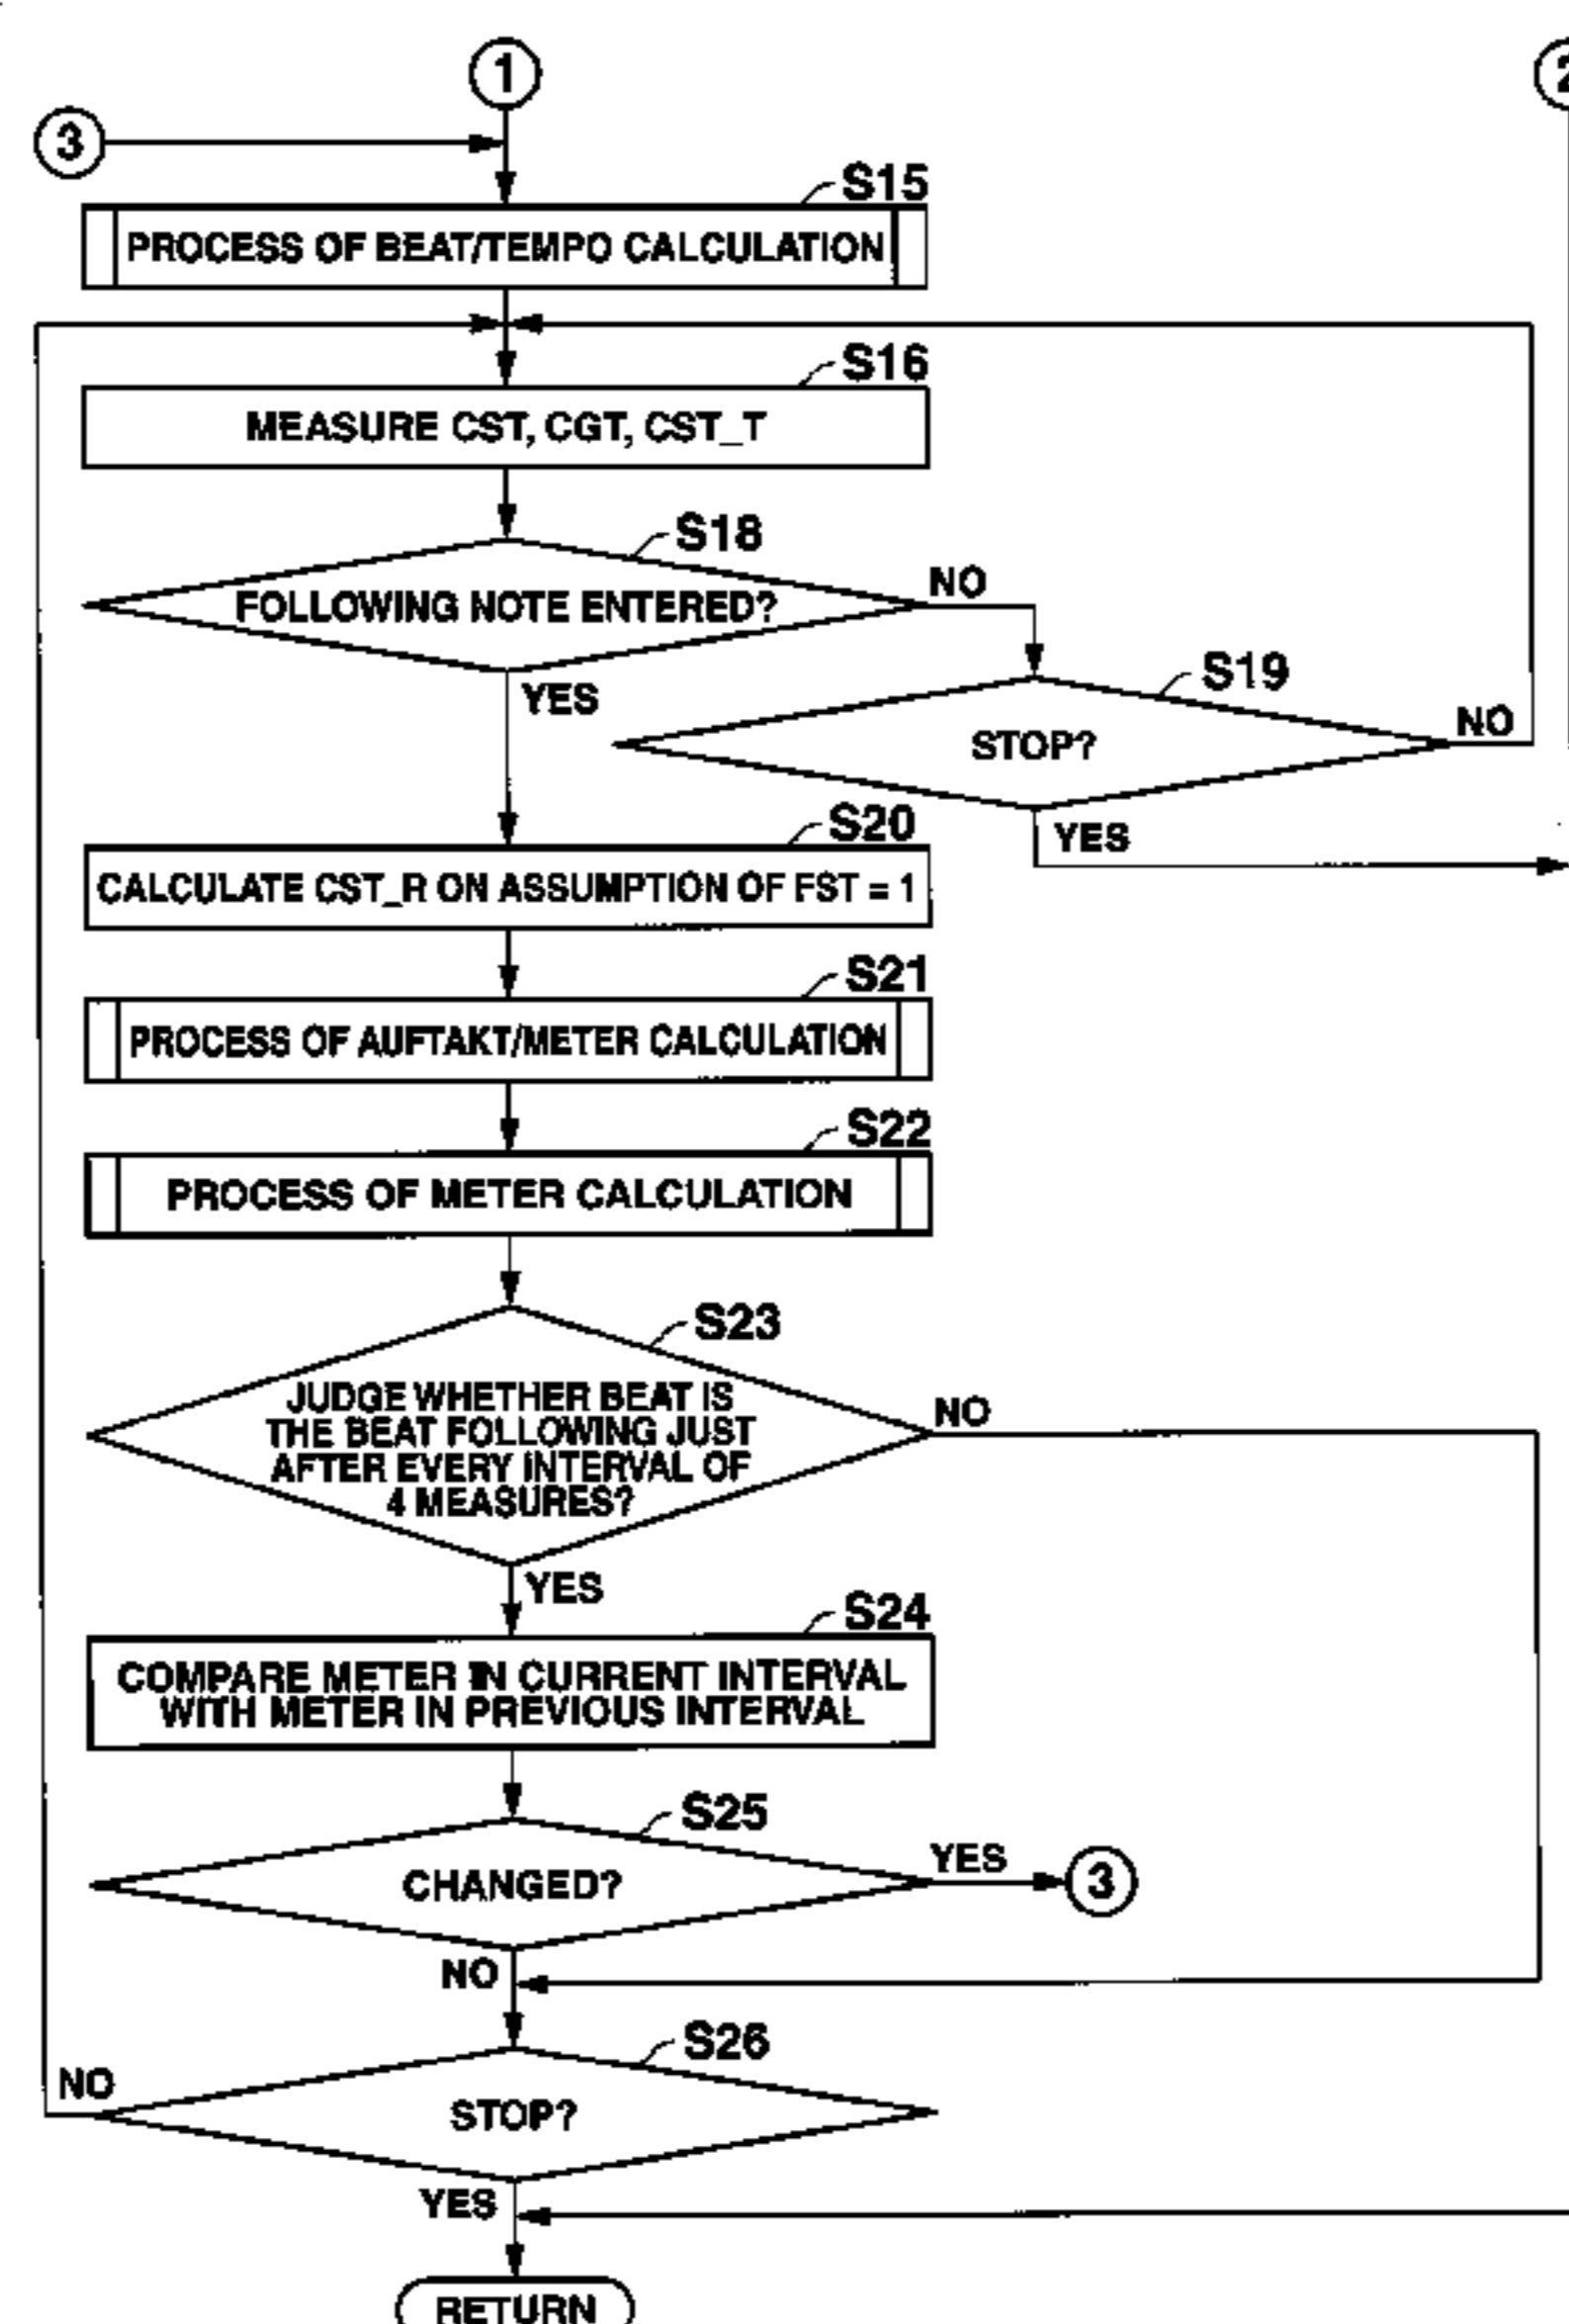 1
2
3
S15
PROCESS OF BEAT/TEMPO CALCULATION
S16
MEASURE CST, CGT, CST_T
S18
FOLLOWING NOTE ENTERED?
NO
YES
S19
STOP?
NO
YES
S20
CALCULATE CST_R ON ASSUMPTION OF FST = 1
S21
PROCESS OF AUFTAKT/METER CALCULATION
S22
PROCESS OF METER CALCULATION
S23
JUDGE WHETHER BEAT IS
THE BEAT FOLLOWING JUST
AFTER EVERY INTERVAL OF
4 MEASURES?
NO
YES
S24
COMPARE METER IN CURRENT INTERVAL
WITH METER IN PREVIOUS INTERVAL
S25
CHANGED?
YES
3
NO
S26
STOP?
NO
YES
RETURN